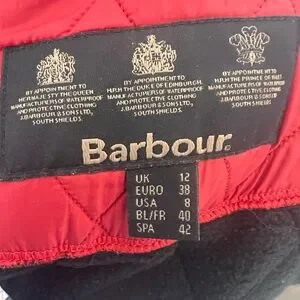 BY APPOINTMENT TO
HER MAJESTY THE QUEEN
MANUFACTURERS OF WATERPROOF
AND PROTECTIVE CLOTHING
J.BARBOUR & SONS LTD.
SOUTH SHIELDS.
BY APPOINTMENT TO
H.R.H. THE DUKE OF EDINBURGH.
MANUFACTURERS OF WATERPROOF
AND PROTECTIVE CLOTHING
J.BARBOUR & SONS LTD.
SOUTH SHIELDS.
BY APPOINTMENT TO
H.R.H. THE PRINCE OF WALES
MANUFACTURERS OF WATERPROOF
AND PROTECTIVE CLOTHING
J.BARBOUR & SONS LTD.
SOUTH SHIELDS.
Barbour
UK 12
EURO 38
USA 8
BL/FR 40
SPA 42